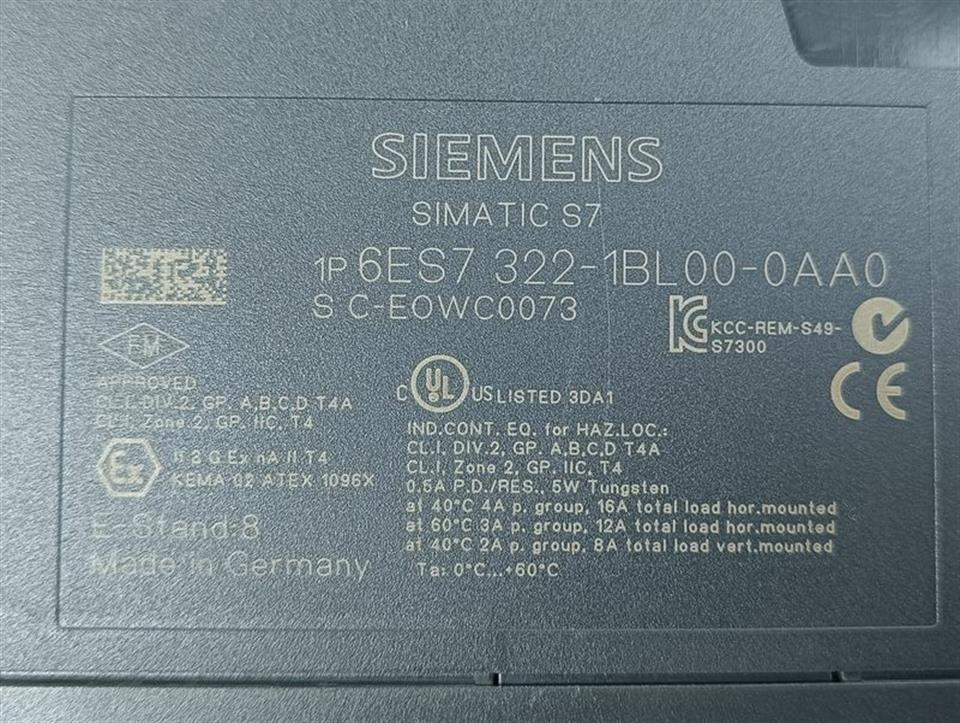 SIEMENS
SIMATIC S7
1P 6ES7 322-1BL00-0AA0
S C-E0WC0073
KCC-REM-S49-
S7300
FM
APPROVED
CL.I, DIV.2, GP. A,B,C,D T4A
CL.I, Zone 2, GP. IIC, T4
Ex
II 3 G Ex nA II T4
KEMA 02 ATEX 1096X
E-Stand:8
Made in Germany
C UL US LISTED 3DA1
IND.CONT. EQ. for HAZ.LOC.:
CL.I, DIV.2, GP. A,B,C,D T4A
CL.I, Zone 2, GP. IIC, T4
0,5A P.D./RES., 5W Tungsten
at 40°C 4A p. group, 16A total load hor.mounted
at 60°C 3A p. group, 12A total load hor.mounted
at 40°C 2A p. group, 8A total load vert.mounted
Ta: 0°C...+60°C
CE